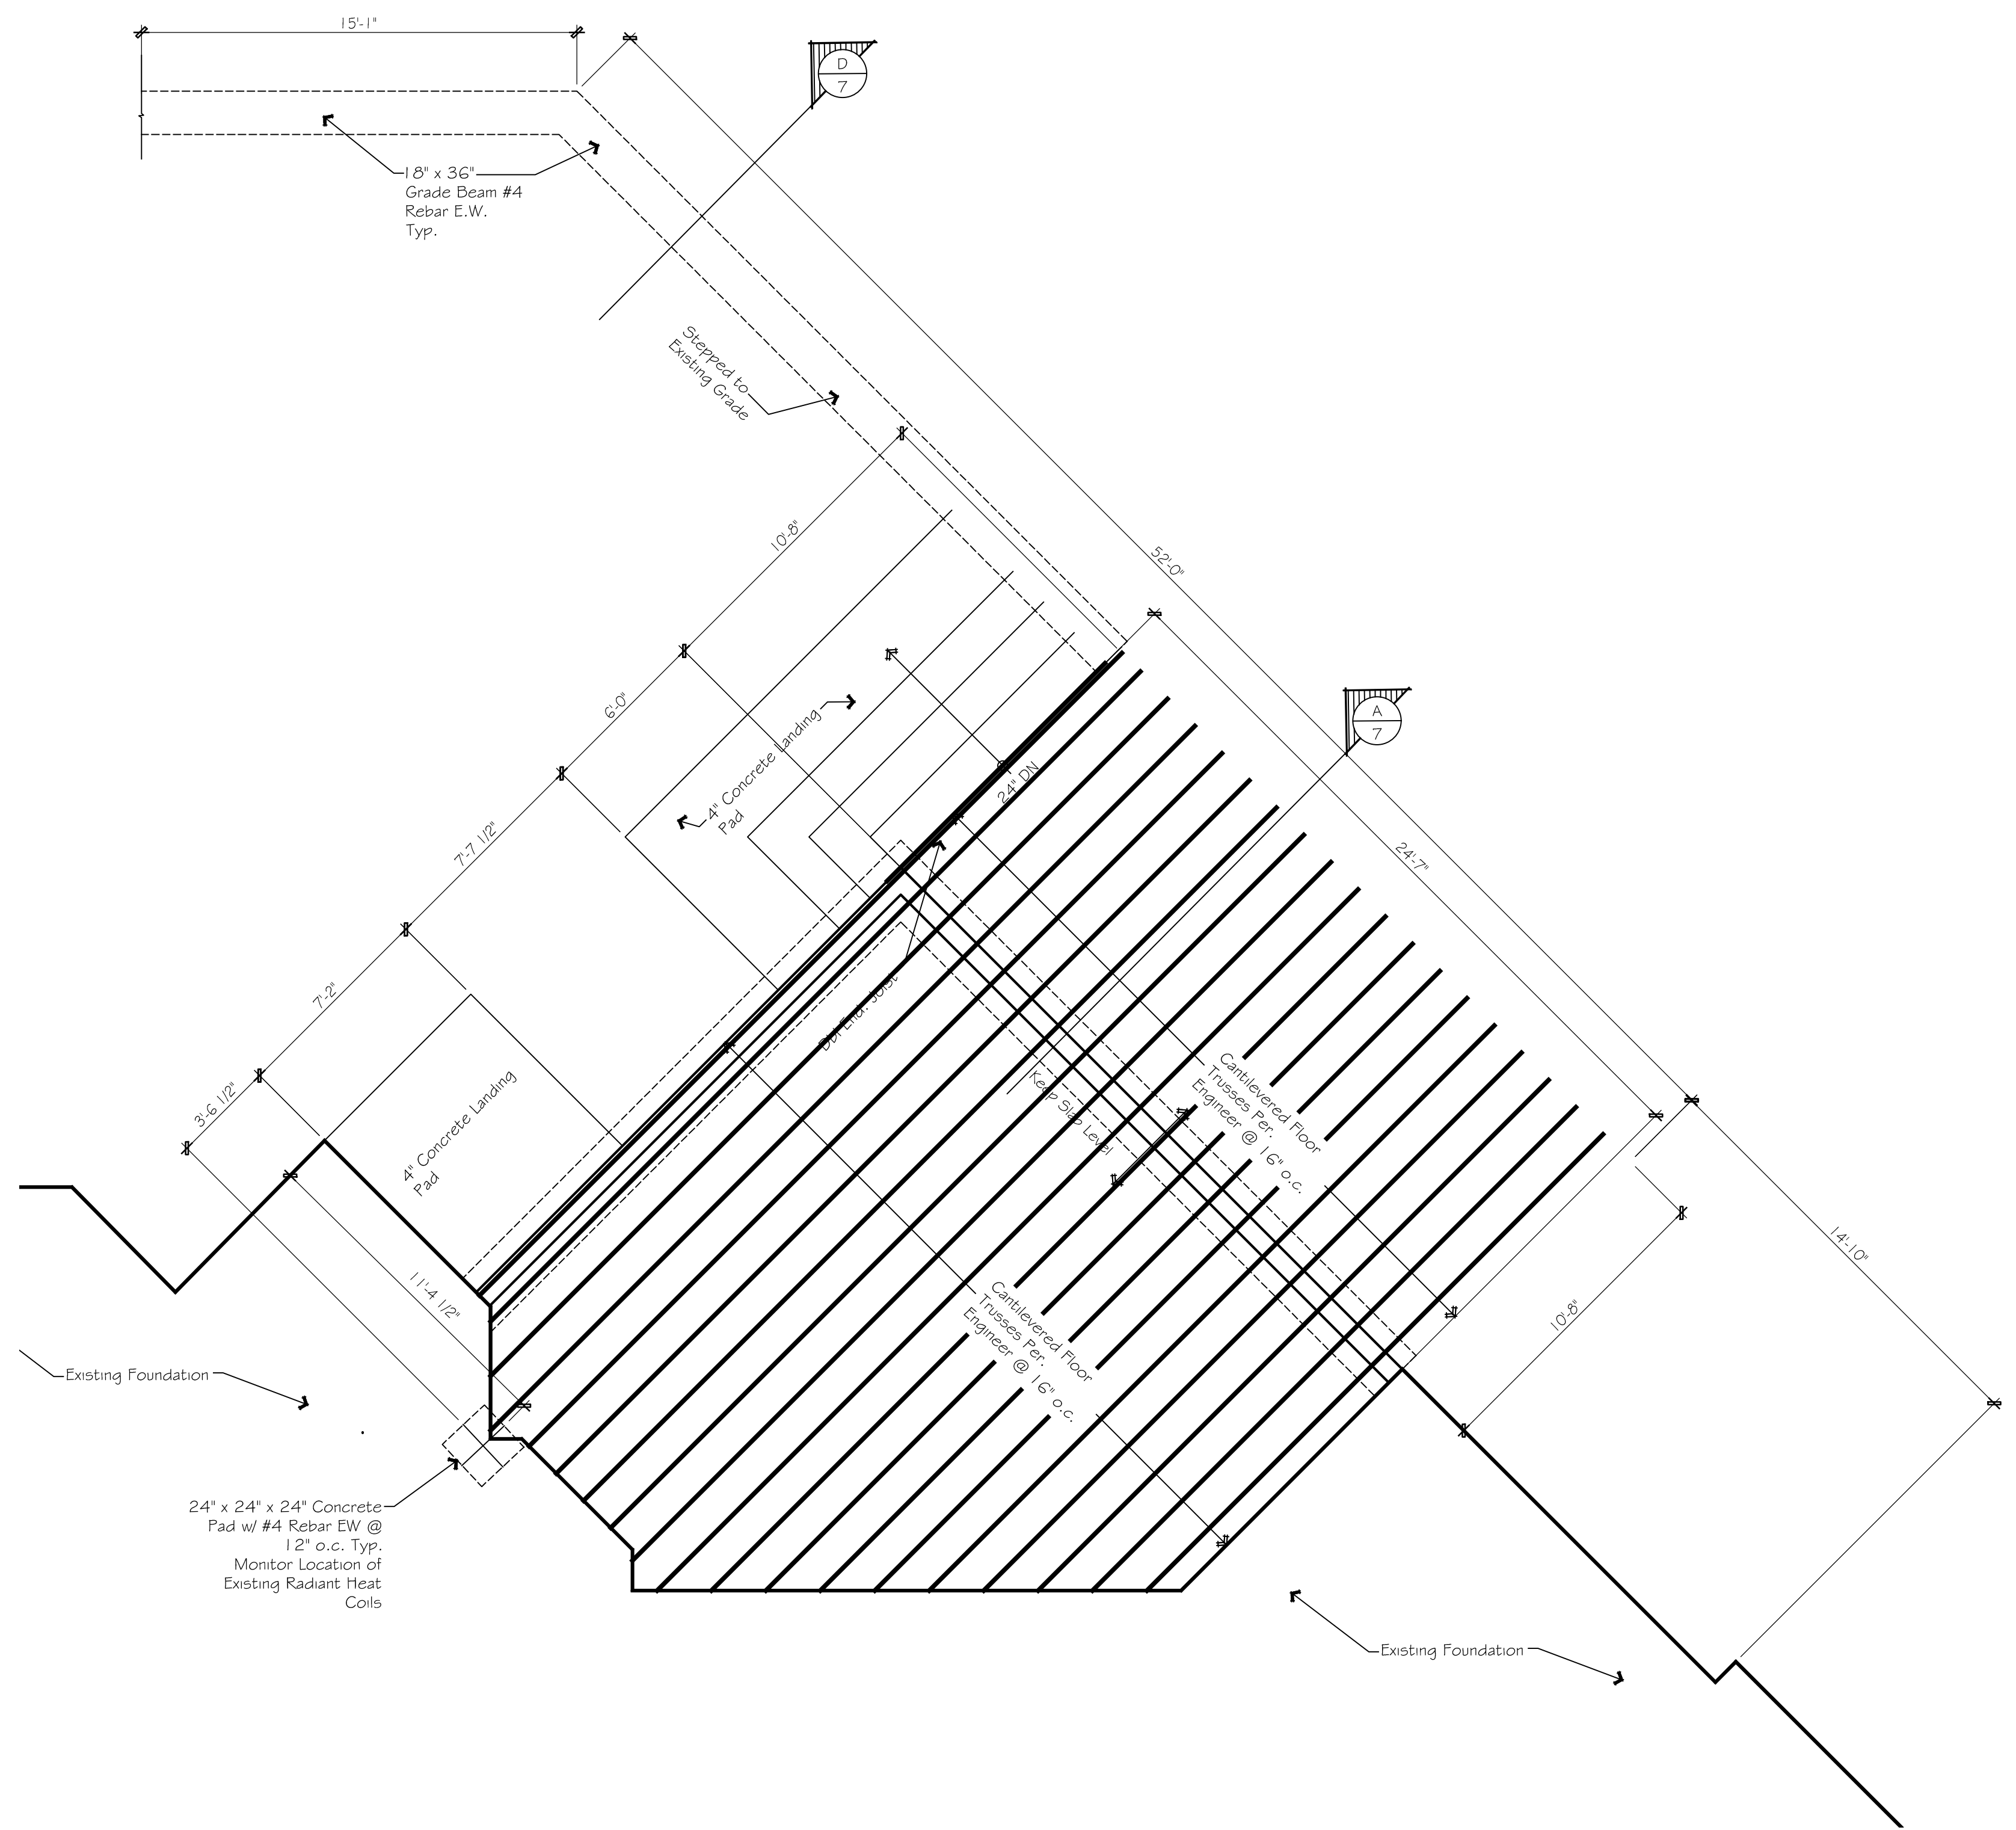 15'-1"
D
7
18" x 36"
Grade Beam #4
Rebar E.W.
Typ.
Stepped to
Existing Grade
10'-8"
52'-0"
6'-0"
A
7
4" Concrete Landing
Pad
24" DN
7'-7 1/2"
24'-7"
7'-2"
Dbl End. Joist
3'-6 1/2"
4" Concrete Landing
Pad
Keep Slab Level
Cantilevered Floor
Trusses Per.
Engineer @ 16" o.c.
14'-10"
10'-8"
11'-4 1/2"
Cantilevered Floor
Trusses Per.
Engineer @ 16" o.c.
Existing Foundation
24" x 24" x 24" Concrete
Pad w/ #4 Rebar EW @
12" o.c. Typ.
Monitor Location of
Existing Radiant Heat
Coils
Existing Foundation